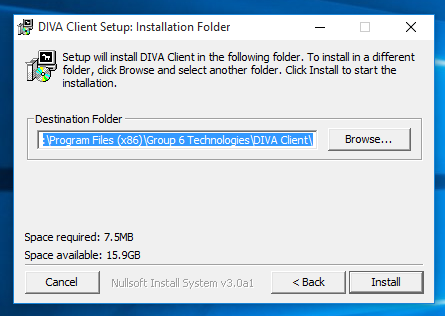 DIVA Client Setup: Installation Folder
Setup will install DIVA Client in the following folder. To install in a different
folder, click Browse and select another folder. Click Install to start the
installation.
Destination Folder
:\Program Files (x86)\Group 6 Technologies\DIVA Client\
Browse...
Space required: 7.5MB
Space available: 15.9GB
Cancel
Nullsoft Install System v3.0a1
< Back
Install